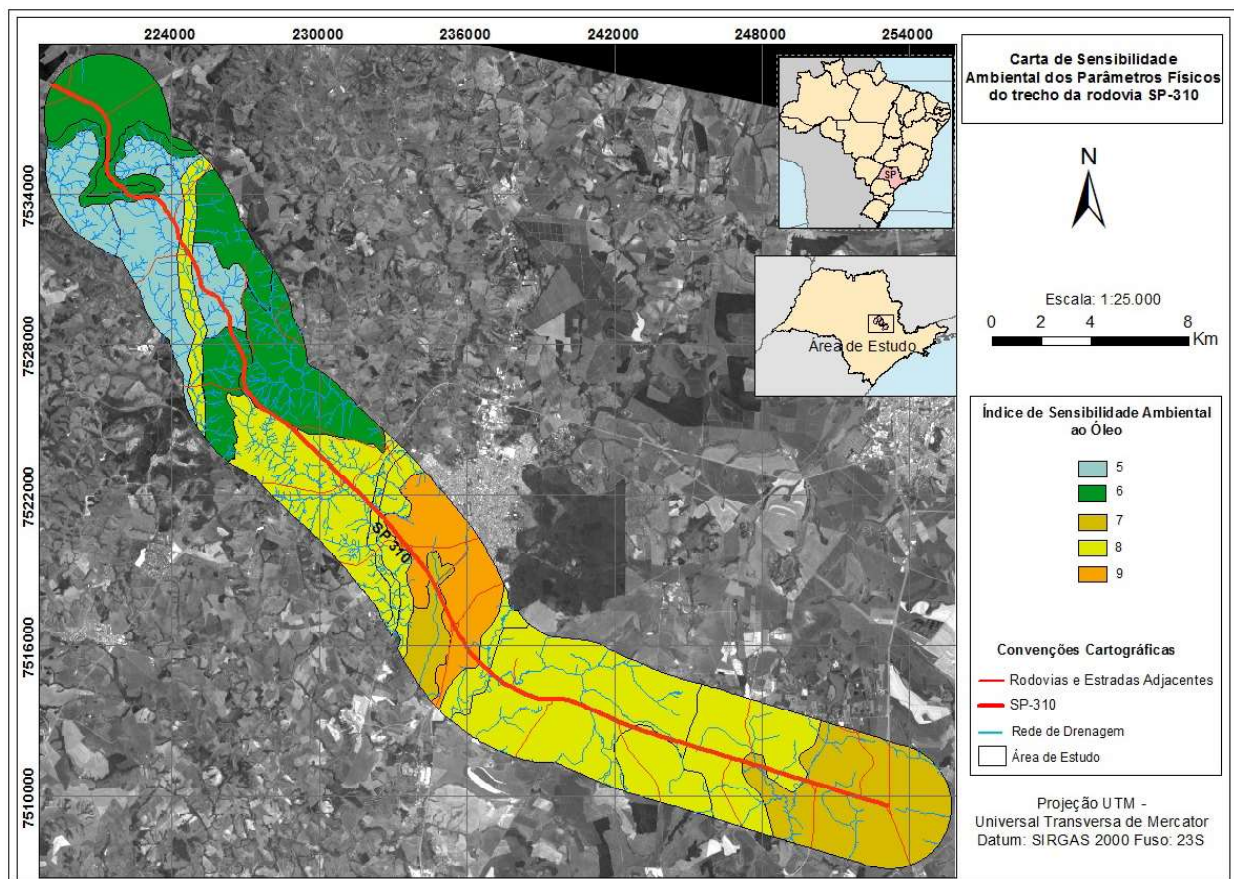 Carta de Sensibilidade
Ambiental dos Parâmetros Físicos
do trecho da rodovia SP-310
224000 230000 236000 242000 248000 254000
7534000
7528000
7522000
7516000
7510000
SP 310
SP
Área de Estudo
N
Escala: 1:25.000
0 2 4 8
Km
Índice de Sensibilidade Ambiental
ao Óleo
5
6
7
8
9
Convenções Cartográficas
Rodovias e Estradas Adjacentes
SP-310
Rede de Drenagem
Área de Estudo
Projeção UTM -
Universal Transversa de Mercator
Datum: SIRGAS 2000 Fuso: 23S